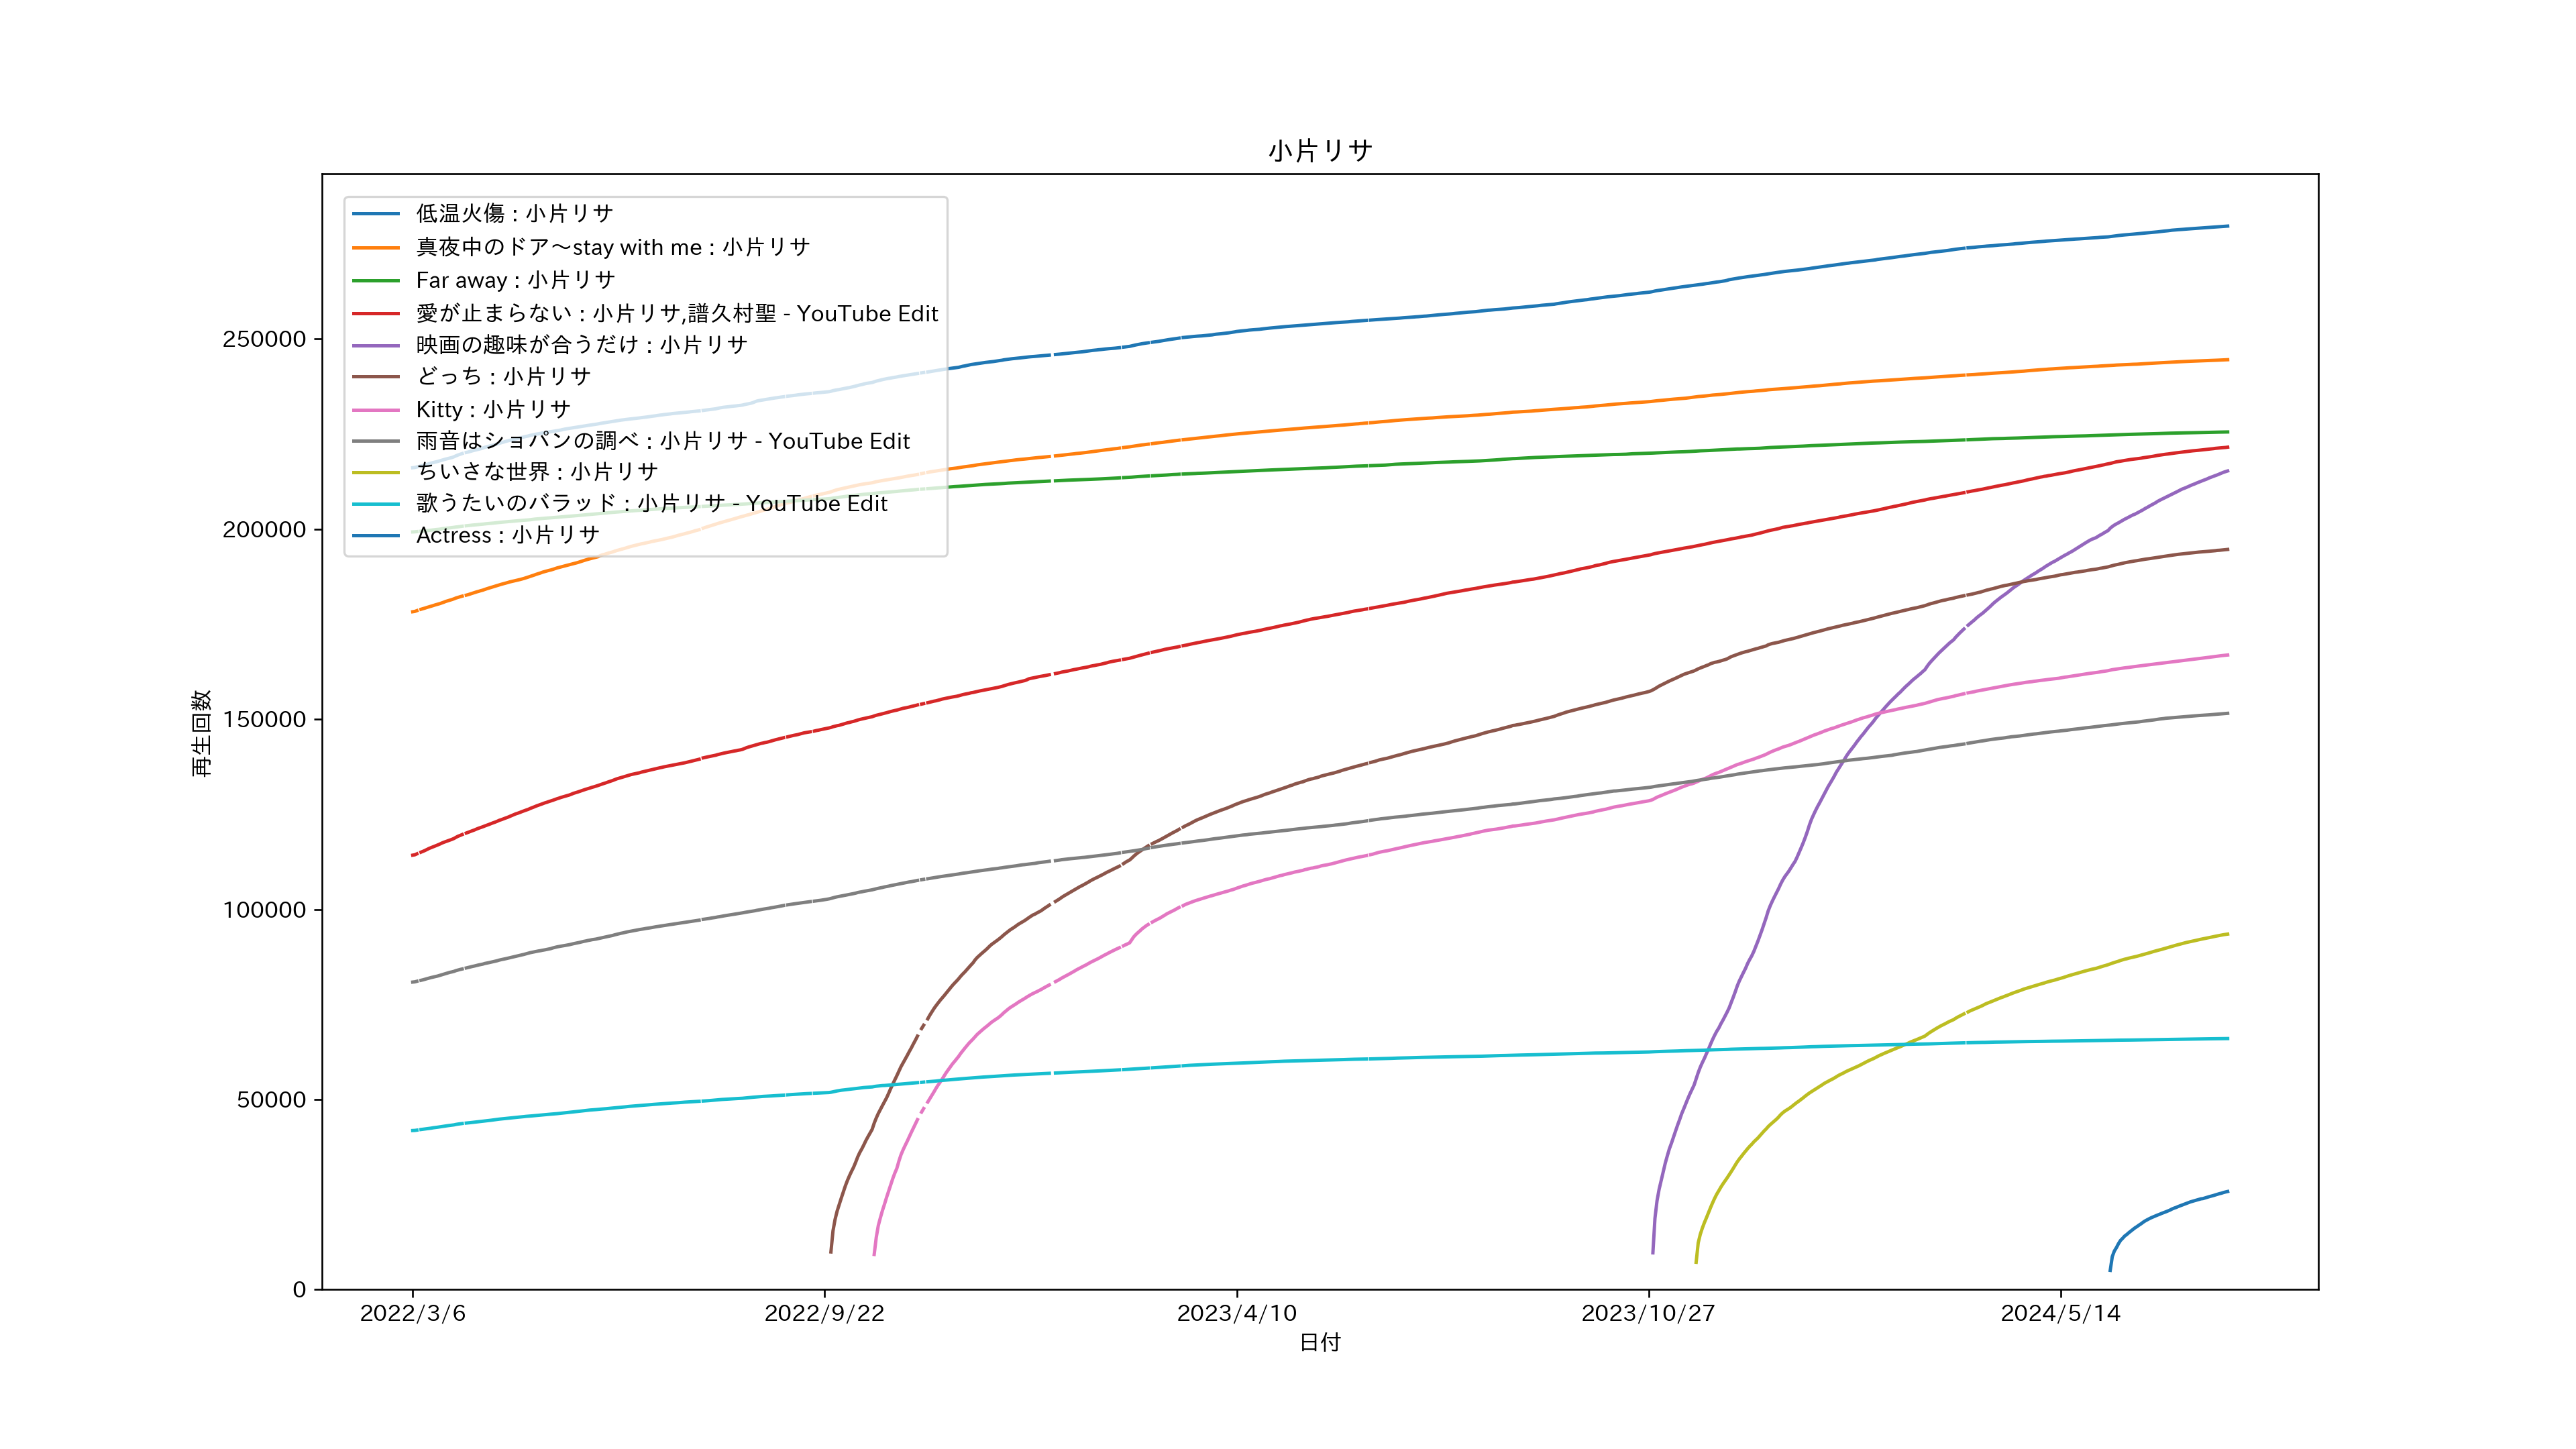 小片リサ
低温火傷 : 小片リサ
真夜中のドア～stay with me : 小片リサ
Far away : 小片リサ
愛が止まらない : 小片リサ,譜久村聖 - YouTube Edit
映画の趣味が合うだけ : 小片リサ
どっち : 小片リサ
Kitty : 小片リサ
雨音はショパンの調べ : 小片リサ - YouTube Edit
ちいさな世界 : 小片リサ
歌うたいのバラッド : 小片リサ - YouTube Edit
Actress : 小片リサ
再生回数
250000
200000
150000
100000
50000
0
2022/3/6 2022/9/22 2023/4/10 2023/10/27 2024/5/14
日付